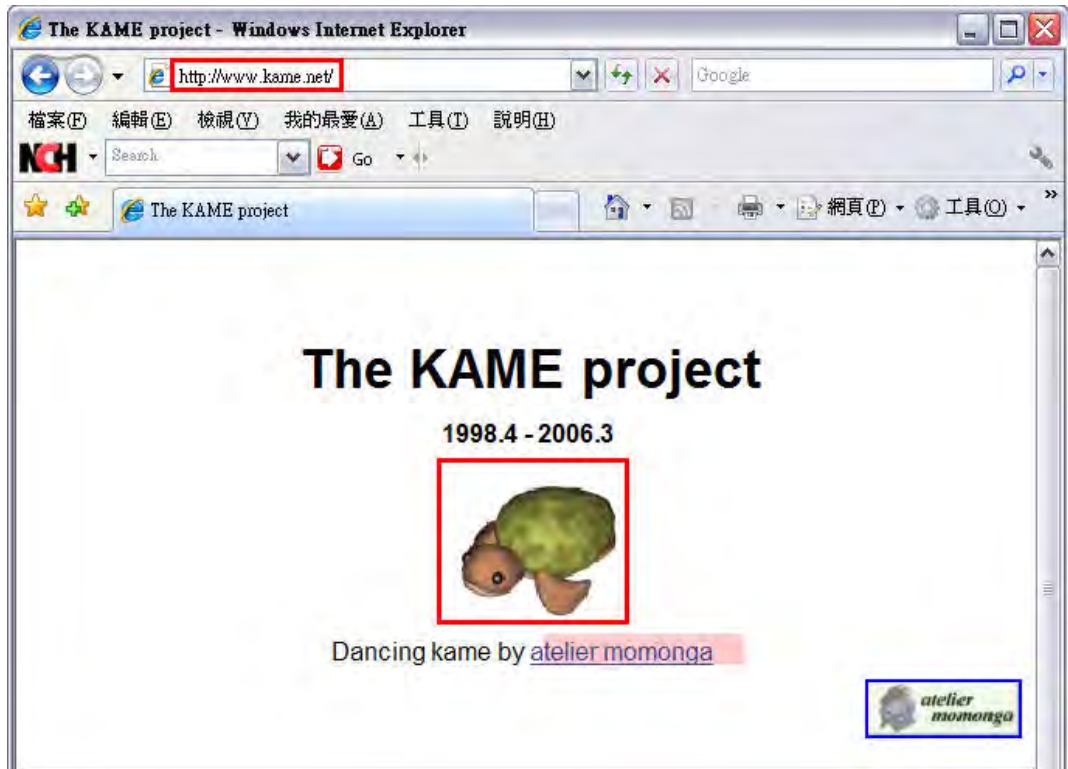 The KAME project - Windows Internet Explorer
http://www.kame.net/
Google
檔案(F) 編輯(E) 檢視(V) 我的最愛(A) 工具(T) 說明(H)
NCH Search Go
The KAME project
網頁(P) 工具(O) »
The KAME project
1998.4 - 2006.3
Dancing kame by atelier momonga
atelier
momonga